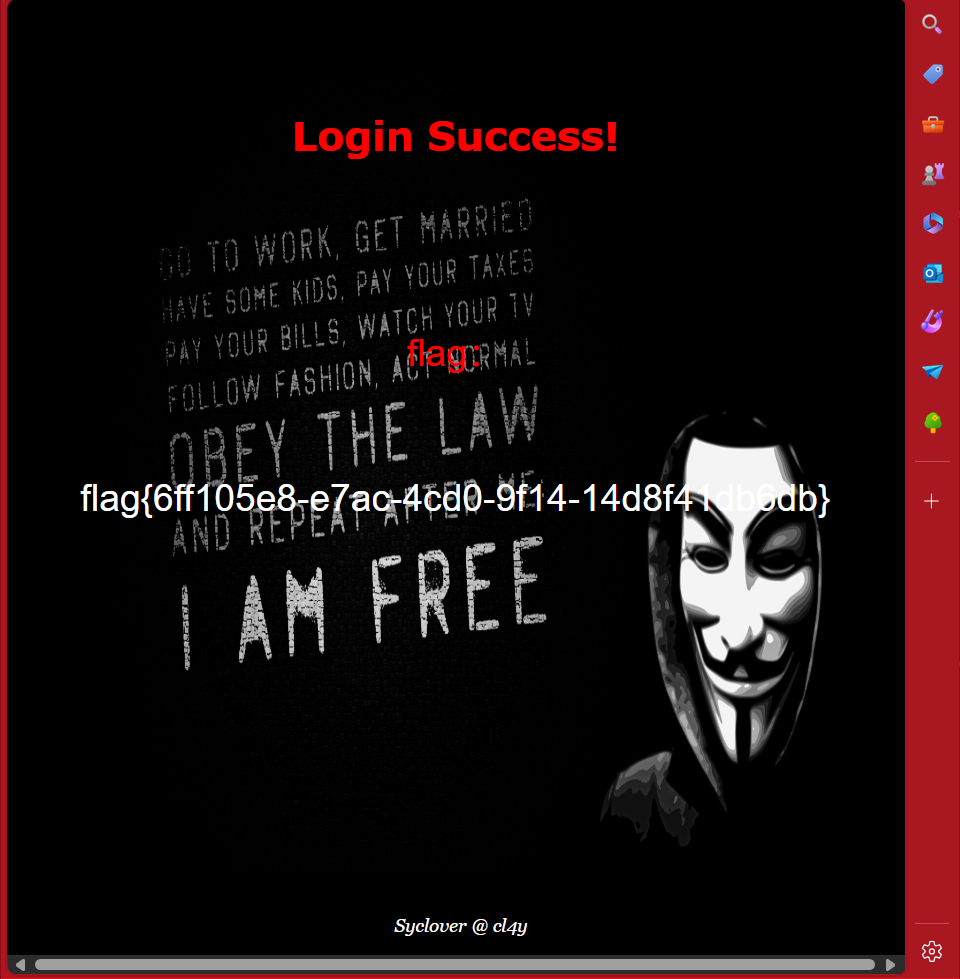 Login Success!
GO TO WORK, GET MARRIED
HAVE SOME KIDS, PAY YOUR TAXES
PAY YOUR BILLS, WATCH YOUR TV
FOLLOW FASHION, ACT NORMAL
flag:
OBEY THE LAW
flag{6ff105e8-e7ac-4cd0-9f14-14d8f41db6db}
AND REPEAT AFTER ME:
I AM FREE
Syclover @ cl4y